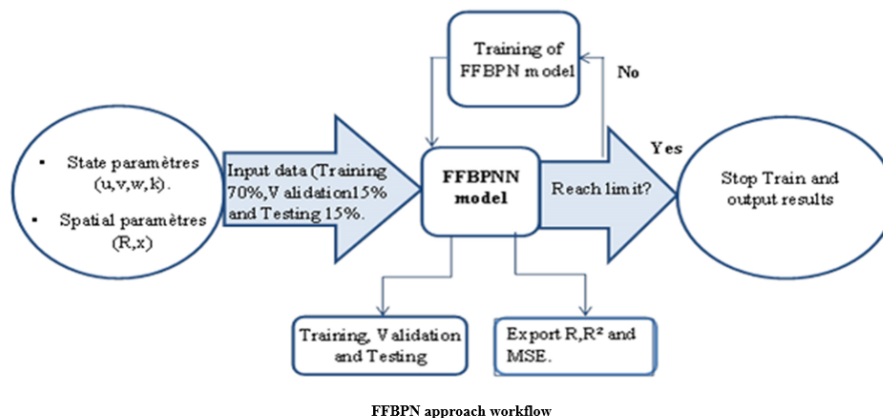 Training of
FFBPN model
No
▪ State paramètres
(u,v,w,k).
▪ Spatial paramètres
(R,x)
Input data (Training
70%,V alidation15%
and Testing 15%.
FFBPNN
model
Reach limit?
Yes
Stop Train and
output results
Training, Validation
and Testing
Export R,R² and
MSE.
FFBPN approach workflow